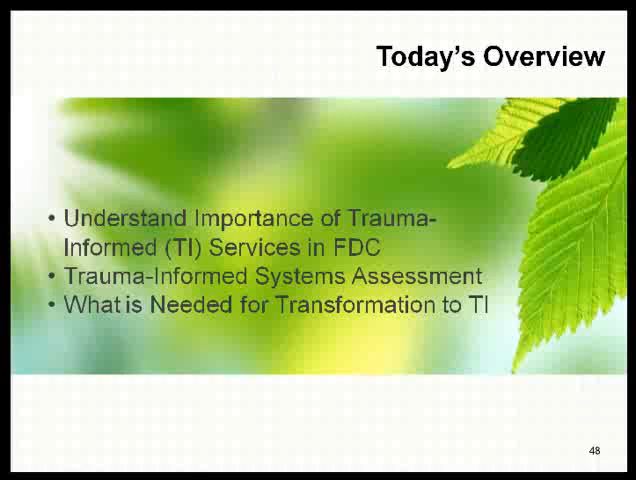 Today's Overview
• Understand Importance of Trauma-
Informed (TI) Services in FDC
• Trauma-Informed Systems Assessment
• What is Needed for Transformation to TI
48